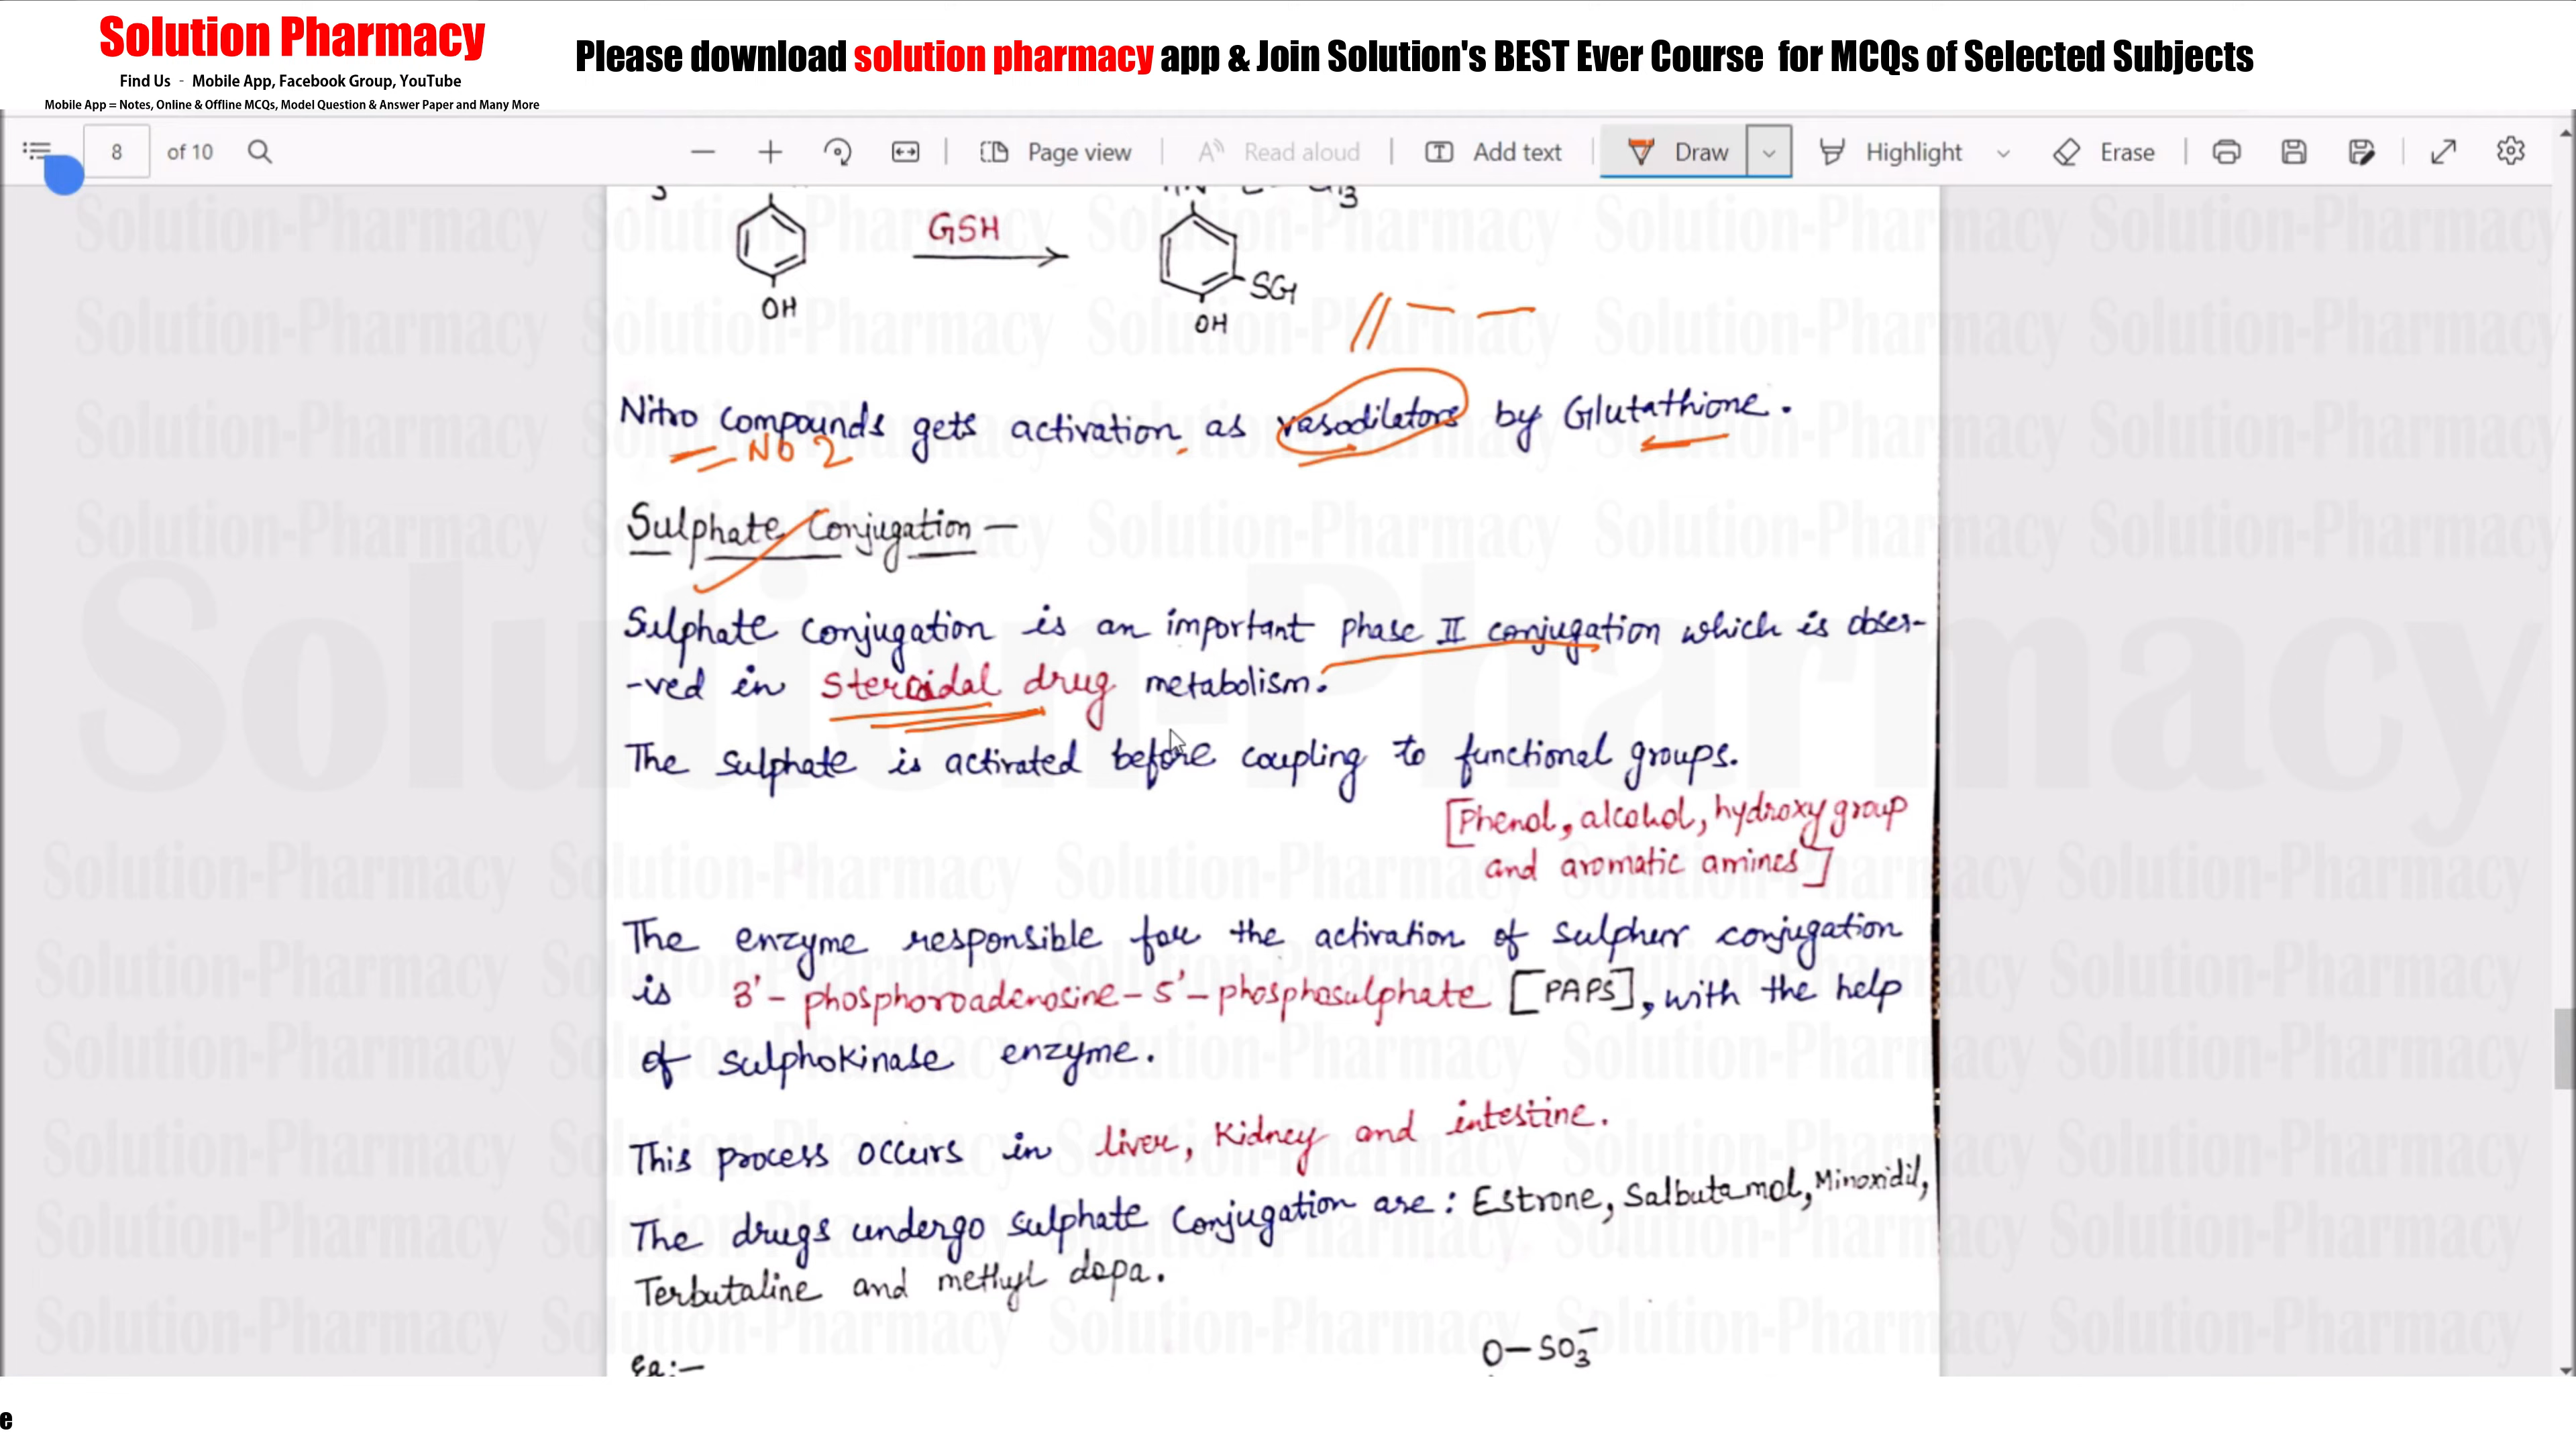 Solution Pharmacy
Find Us - Mobile App, Facebook Group, YouTube
Mobile App = Notes, Online & Offline MCQs, Model Question & Answer Paper and Many More
Please download solution pharmacy app & Join Solution's BEST Ever Course for MCQs of Selected Subjects
8 of 10
Page view
Read aloud
Add text
Draw
Highlight
Erase
GSH
OH
SG
OH
Nitro compounds gets activation as vasodilators by Glutathione.
NO2
Sulphate Conjugation —
Sulphate conjugation is an important phase II conjugation which is obser-
-ved in steroidal drug metabolism.
The sulphate is activated before coupling to functional groups.
[Phenol, alcohol, hydroxy group
and aromatic amines]
The enzyme responsible for the activation of sulpher conjugation
is 3'-phosphoroadenosine-5'-phosphosulphate [PAPS], with the help
of sulphokinase enzyme.
This process occurs in liver, kidney and intestine.
The drugs undergo sulphate conjugation are: Estrone, Salbutamol, Minoxidil,
Terbutaline and methyl dopa.
Eg:—
O—SO3−
e
Solution-Pharmacy